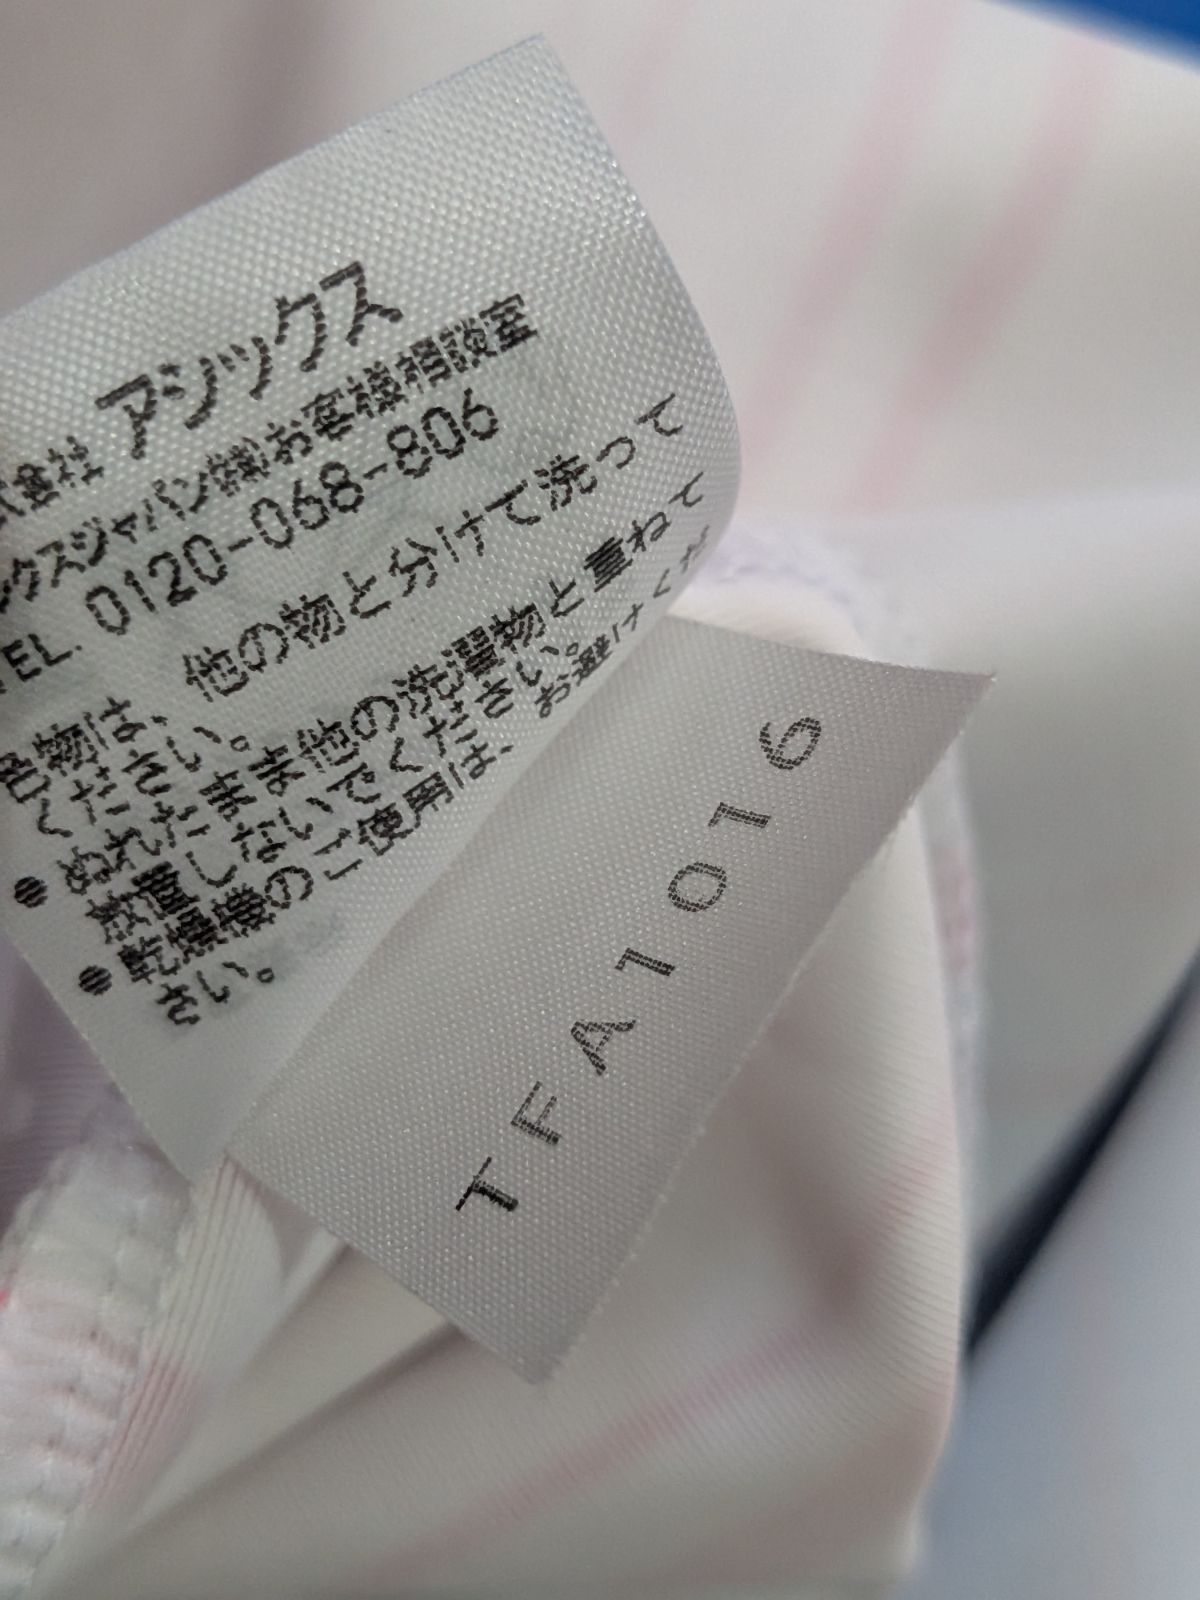 式会社 アシックス
ックスジャパン㈱お客様相談室
TEL. 0120-068-806
物は、他の物と分けて洗って
ください。
● ぬれたまま他の洗濯物と重ねて
放置しないでください。
● 乾燥機のご使用は、お避けくだ
さい。
TFA1016